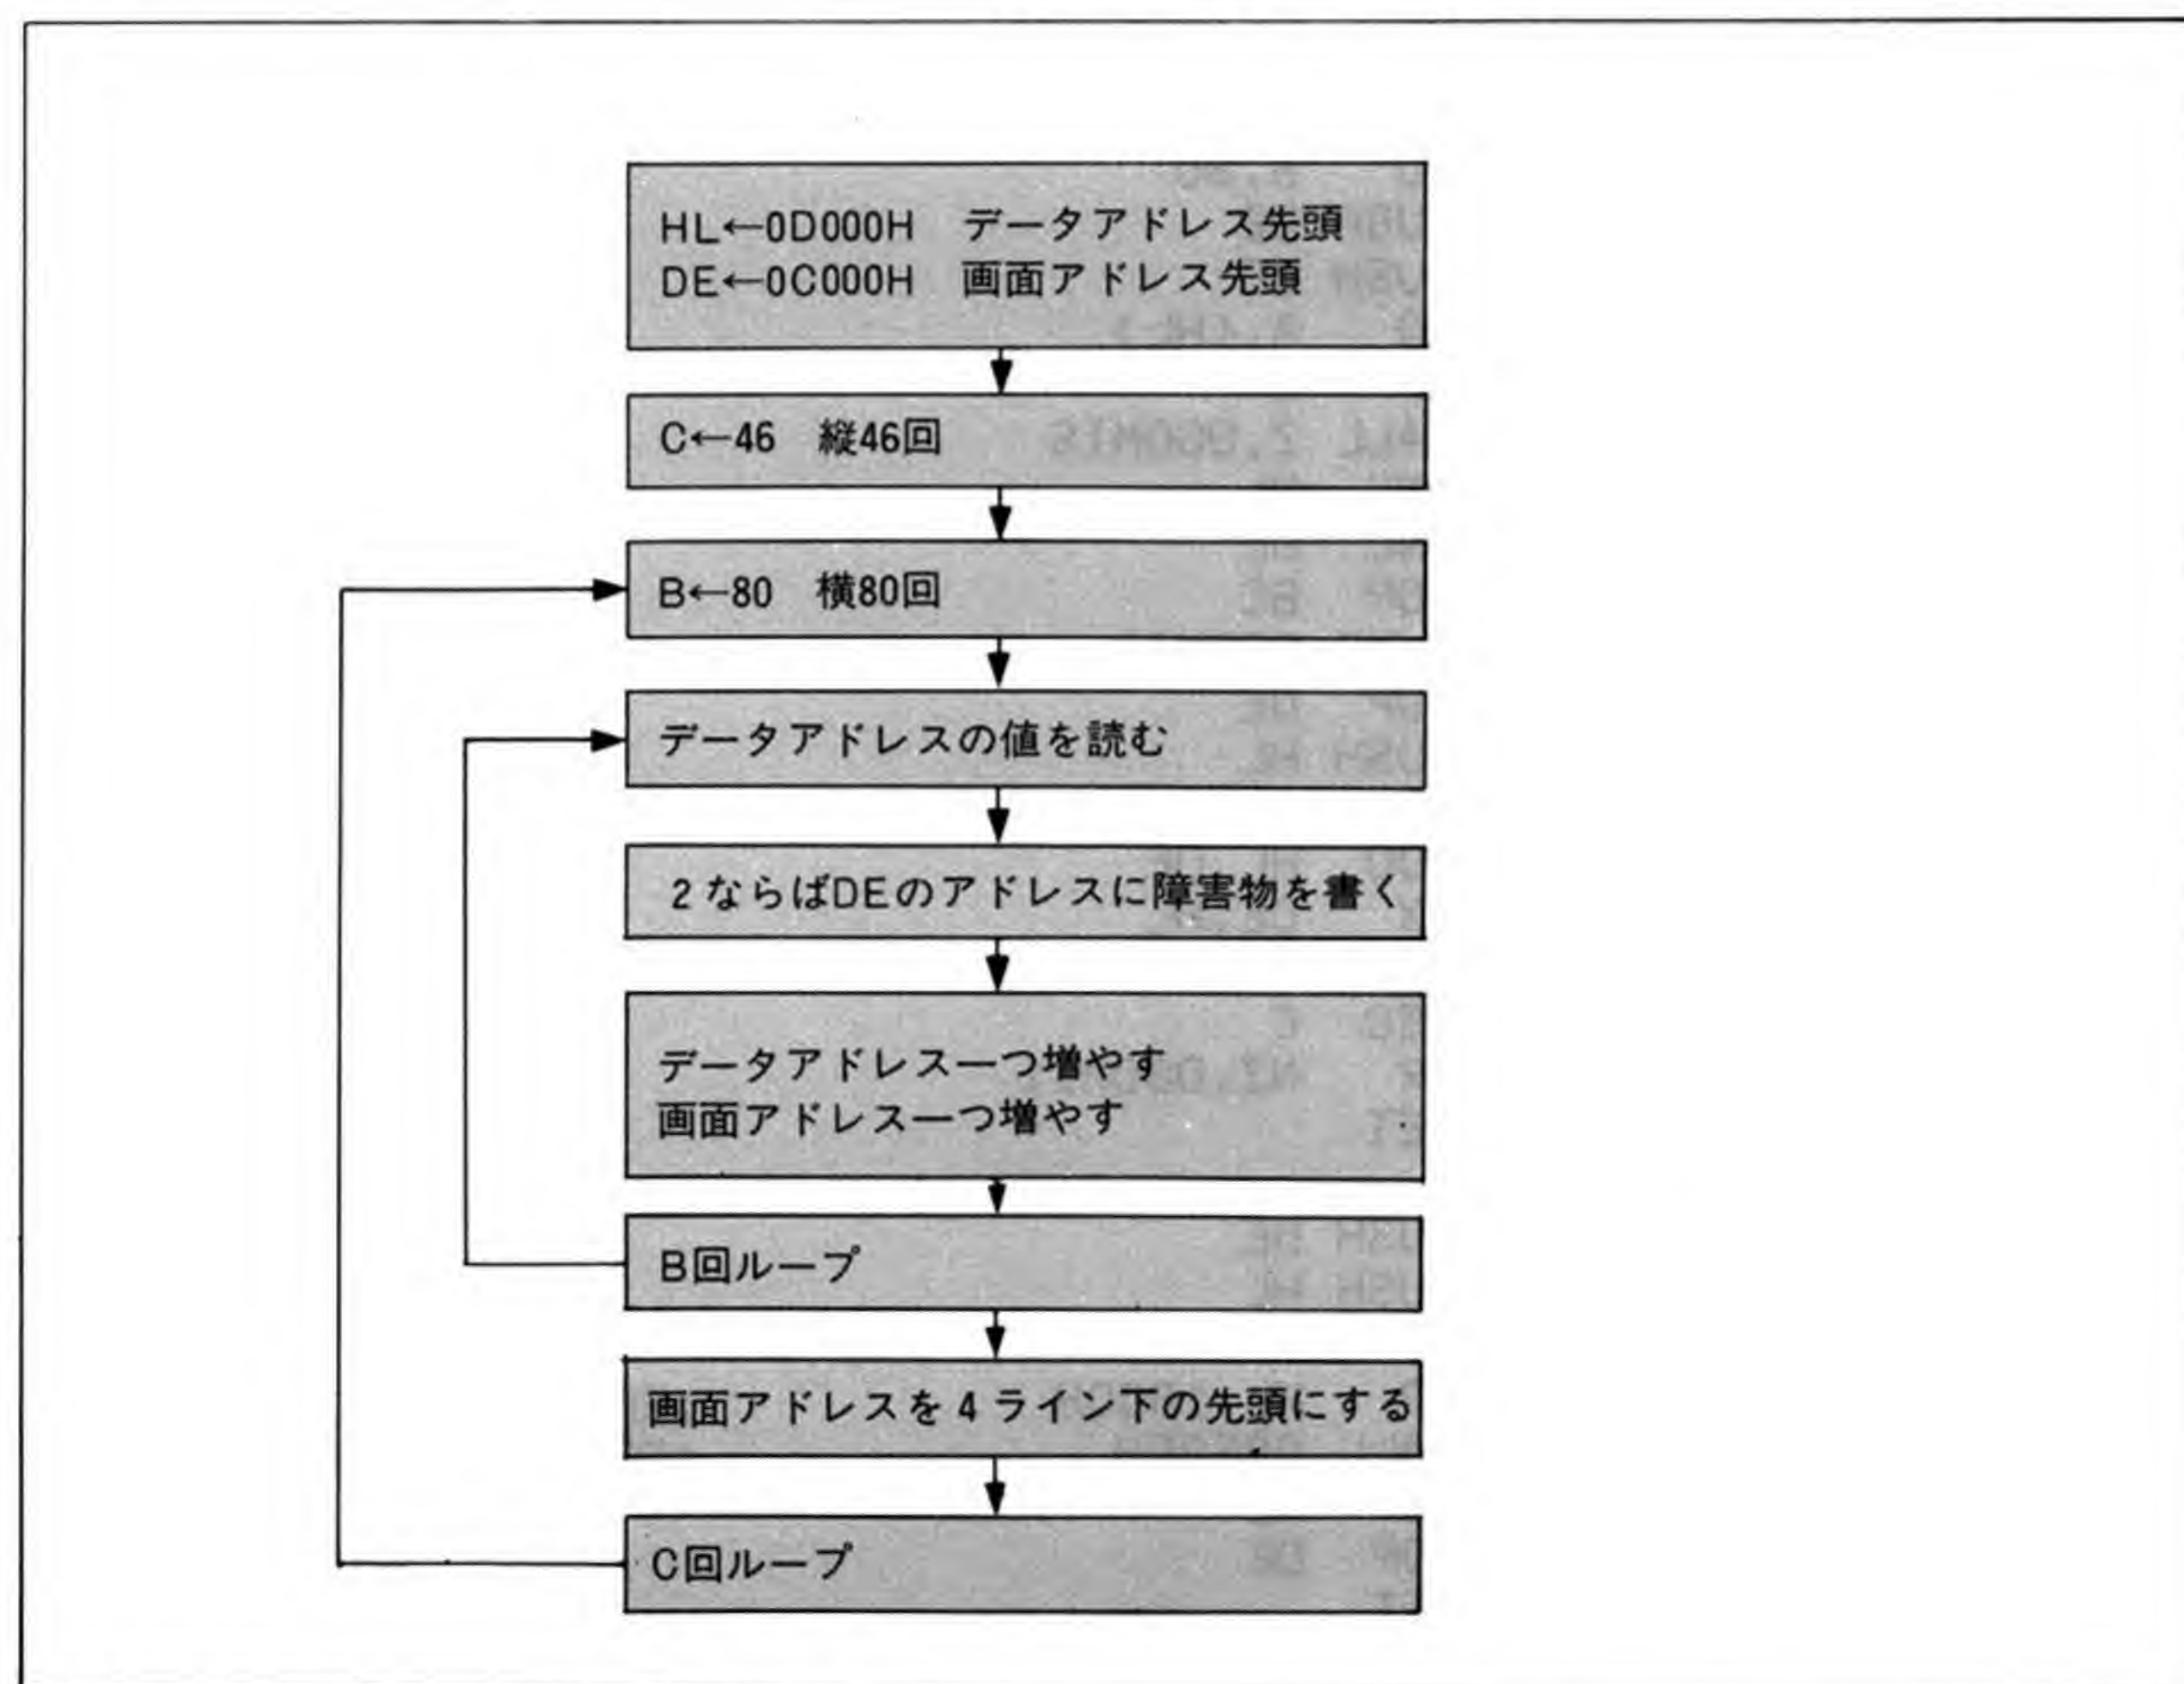 HL←0D000H　データアドレス先頭
DE←0C000H　画面アドレス先頭
C←46　縦46回
B←80　横80回
データアドレスの値を読む
2ならばDEのアドレスに障害物を書く
データアドレス一つ増やす
画面アドレス一つ増やす
B回ループ
画面アドレスを4ライン下の先頭にする
C回ループ